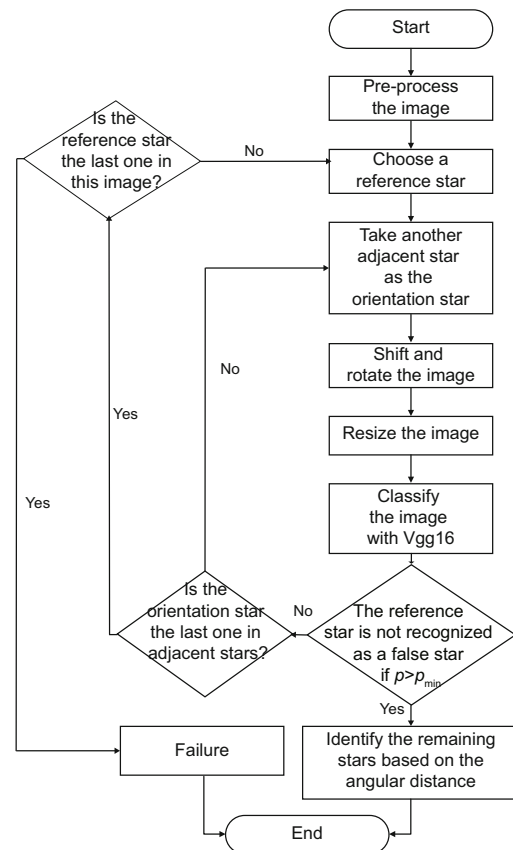 Start
Pre-process
the image
Is the
reference star
the last one in
this image?
No
Choose a
reference star
Take another
adjacent star
as the
orientation star
No
Shift and
rotate the image
Yes
Resize the image
Yes
Classify
the image
with Vgg16
Is the
orientation star
the last one in
adjacent stars?
No
The reference
star is not recognized
as a false star
if p>pmin
Yes
Identify the remaining
stars based on the
angular distance
Failure
End